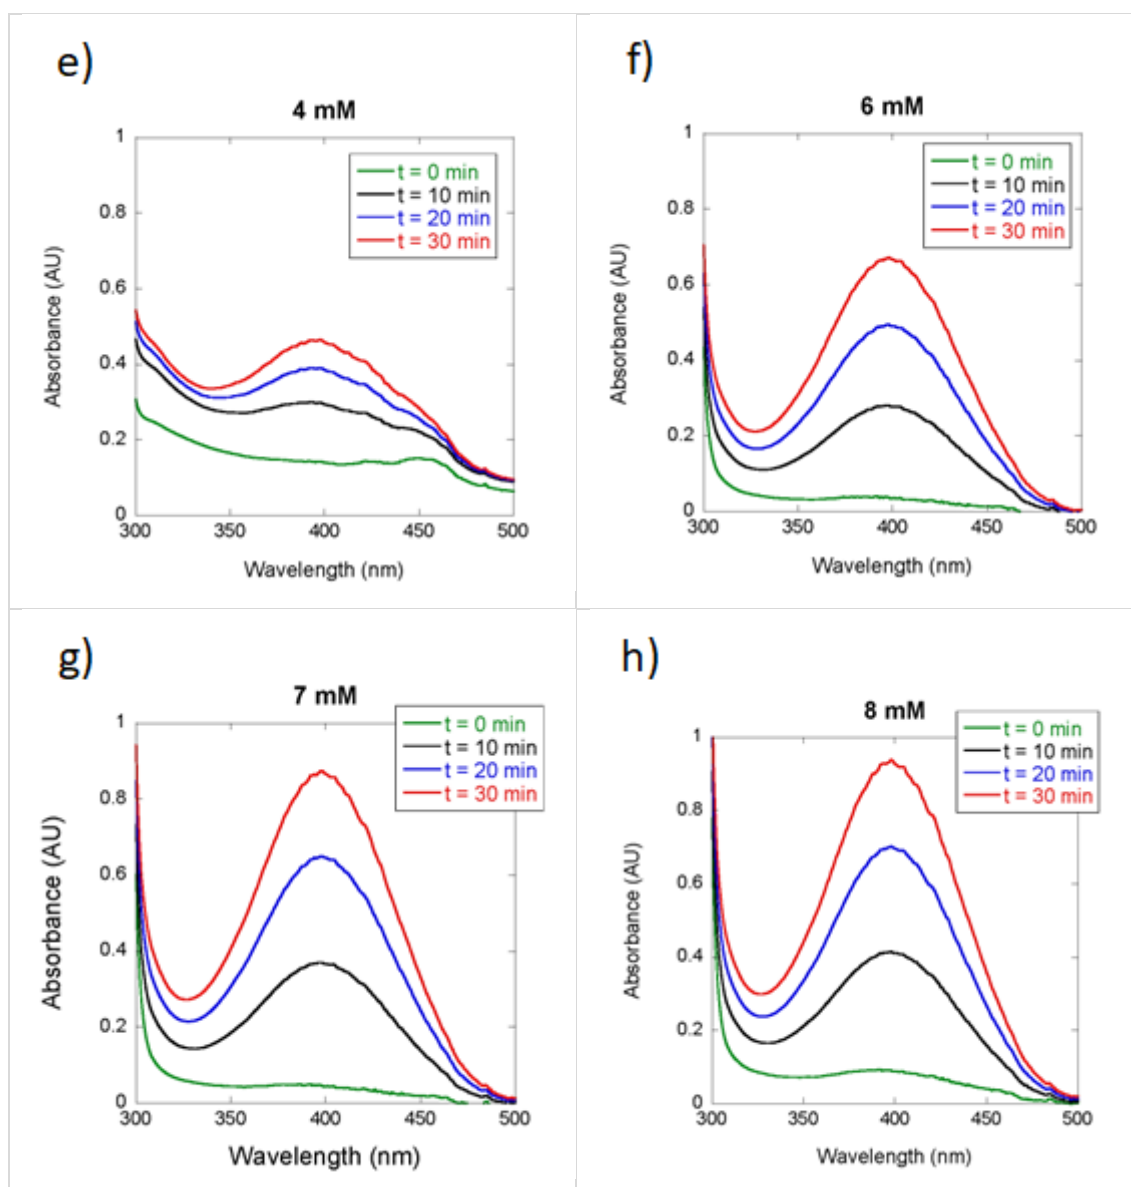 e)
4 mM
t = 0 min
t = 10 min
t = 20 min
t = 30 min
1
0.8
0.6
0.4
0.2
0
Absorbance (AU)
300
350
400
450
500
Wavelength (nm)
f)
6 mM
t = 0 min
t = 10 min
t = 20 min
t = 30 min
1
0.8
0.6
0.4
0.2
0
Absorbance (AU)
300
350
400
450
500
Wavelength (nm)
g)
7 mM
t = 0 min
t = 10 min
t = 20 min
t = 30 min
1
0.8
0.6
0.4
0.2
0
Absorbance (AU)
300
350
400
450
500
Wavelength (nm)
h)
8 mM
t = 0 min
t = 10 min
t = 20 min
t = 30 min
1
0.8
0.6
0.4
0.2
0
Absorbance (AU)
300
350
400
450
500
Wavelength (nm)